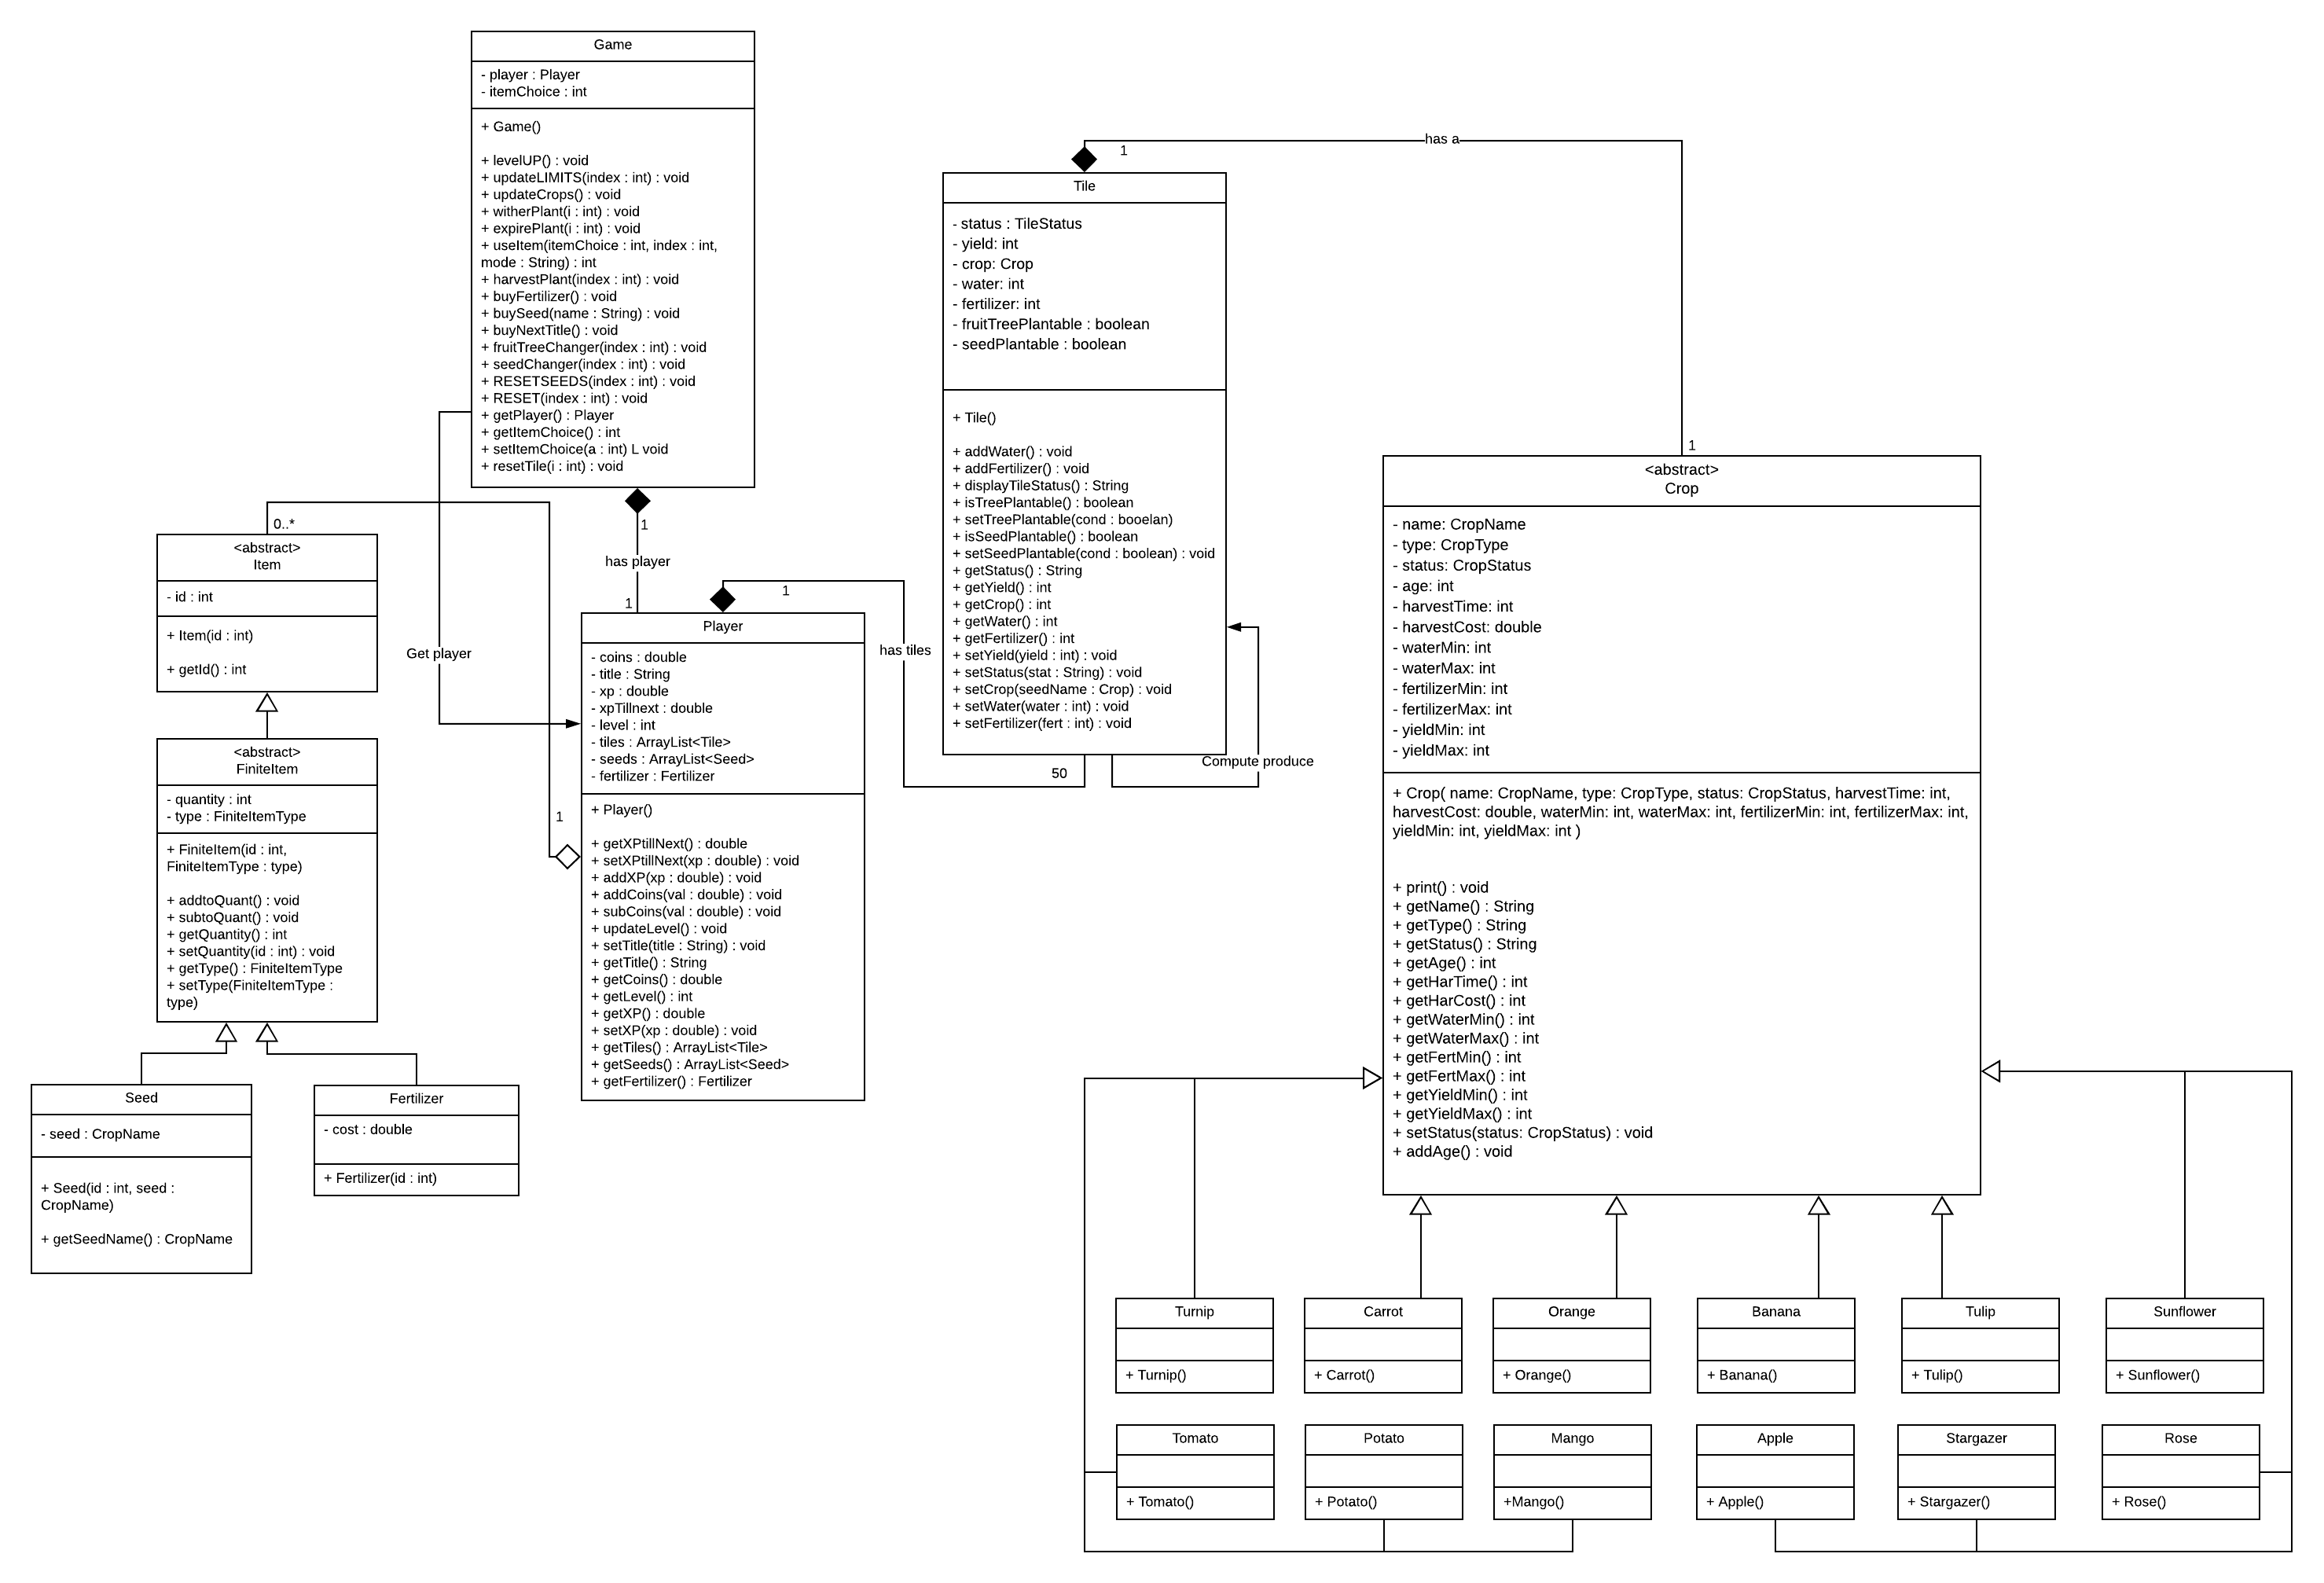 Game
- player : Player
- itemChoice : int
+ Game()
+ levelUP() : void
+ updateLIMITS(index : int) : void
+ updateCrops() : void
+ witherPlant(i : int) : void
+ expirePlant(i : int) : void
+ useItem(itemChoice : int, index : int,
mode : String) : int
+ harvestPlant(index : int) : void
+ buyFertilizer() : void
+ buySeed(name : String) : void
+ buyNextTitle() : void
+ fruitTreeChanger(index : int) : void
+ seedChanger(index : int) : void
+ RESETSEEDS(index : int) : void
+ RESET(index : int) : void
+ getPlayer() : Player
+ getItemChoice() : int
+ setItemChoice(a : int) L void
+ resetTile(i : int) : void
1
has player
1
Get player
0..*
<abstract>
Item
- id : int
+ Item(id : int)
+ getId() : int
<abstract>
FiniteItem
- quantity : int
- type : FiniteItemType
+ FiniteItem(id : int,
FiniteItemType : type)
+ addtoQuant() : void
+ subtoQuant() : void
+ getQuantity() : int
+ setQuantity(id : int) : void
+ getType() : FiniteItemType
+ setType(FiniteItemType :
type)
Seed
- seed : CropName
+ Seed(id : int, seed :
CropName)
+ getSeedName() : CropName
Fertilizer
- cost : double
+ Fertilizer(id : int)
1
1
has tiles
50
Player
- coins : double
- title : String
- xp : double
- xpTillnext : double
- level : int
- tiles : ArrayList<Tile>
- seeds : ArrayList<Seed>
- fertilizer : Fertilizer
+ Player()
+ getXPtillNext() : double
+ setXPtillNext(xp : double) : void
+ addXP(xp : double) : void
+ addCoins(val : double) : void
+ subCoins(val : double) : void
+ updateLevel() : void
+ setTitle(title : String) : void
+ getTitle() : String
+ getCoins() : double
+ getLevel() : int
+ getXP() : double
+ setXP(xp : double) : void
+ getTiles() : ArrayList<Tile>
+ getSeeds() : ArrayList<Seed>
+ getFertilizer() : Fertilizer
1
has a
1
Tile
- status : TileStatus
- yield: int
- crop: Crop
- water: int
- fertilizer: int
- fruitTreePlantable : boolean
- seedPlantable : boolean
+ Tile()
+ addWater() : void
+ addFertilizer() : void
+ displayTileStatus() : String
+ isTreePlantable() : boolean
+ setTreePlantable(cond : booelan)
+ isSeedPlantable() : boolean
+ setSeedPlantable(cond : boolean) : void
+ getStatus() : String
+ getYield() : int
+ getCrop() : int
+ getWater() : int
+ getFertilizer() : int
+ setYield(yield : int) : void
+ setStatus(stat : String) : void
+ setCrop(seedName : Crop) : void
+ setWater(water : int) : void
+ setFertilizer(fert : int) : void
Compute produce
<abstract>
Crop
- name: CropName
- type: CropType
- status: CropStatus
- age: int
- harvestTime: int
- harvestCost: double
- waterMin: int
- waterMax: int
- fertilizerMin: int
- fertilizerMax: int
- yieldMin: int
- yieldMax: int
+ Crop( name: CropName, type: CropType, status: CropStatus, harvestTime: int,
harvestCost: double, waterMin: int, waterMax: int, fertilizerMin: int, fertilizerMax: int,
yieldMin: int, yieldMax: int )
+ print() : void
+ getName() : String
+ getType() : String
+ getStatus() : String
+ getAge() : int
+ getHarTime() : int
+ getHarCost() : int
+ getWaterMin() : int
+ getWaterMax() : int
+ getFertMin() : int
+ getFertMax() : int
+ getYieldMin() : int
+ getYieldMax() : int
+ setStatus(status: CropStatus) : void
+ addAge() : void
Turnip
+ Turnip()
Carrot
+ Carrot()
Orange
+ Orange()
Banana
+ Banana()
Tulip
+ Tulip()
Sunflower
+ Sunflower()
Tomato
+ Tomato()
Potato
+ Potato()
Mango
+Mango()
Apple
+ Apple()
Stargazer
+ Stargazer()
Rose
+ Rose()